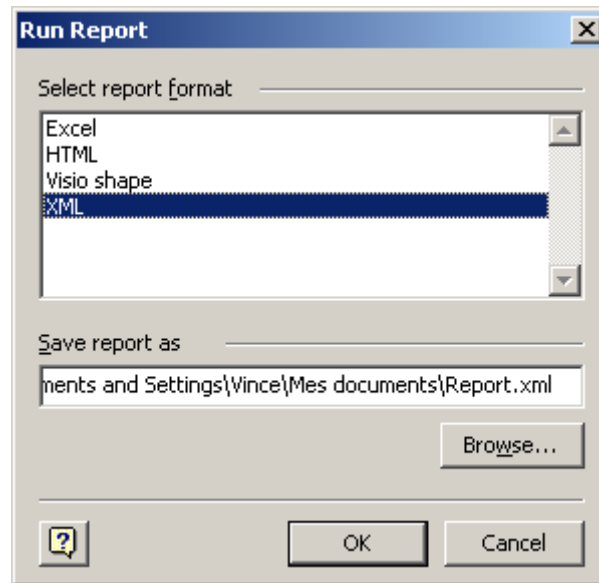 Run Report
Select report format
Excel
HTML
Visio shape
XML
Save report as
ments and Settings\Vince\Mes documents\Report.xml
Browse...
?
OK
Cancel